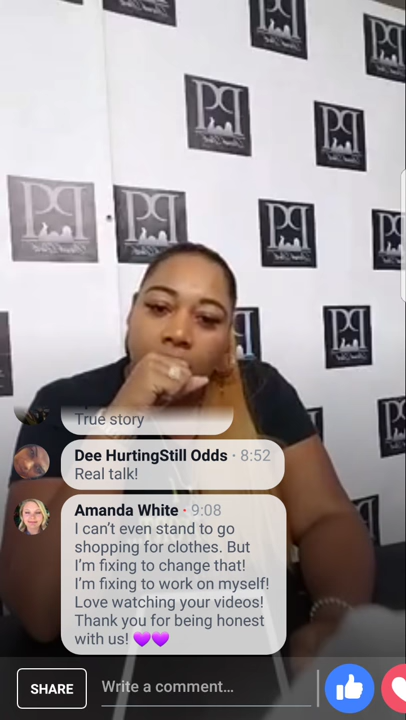 True story
Dee HurtingStill Odds · 8:52
Real talk!
Amanda White · 9:08
I can't even stand to go
shopping for clothes. But
I'm fixing to change that!
I'm fixing to work on myself!
Love watching your videos!
Thank you for being honest
with us! 💜💜
SHARE
Write a comment...